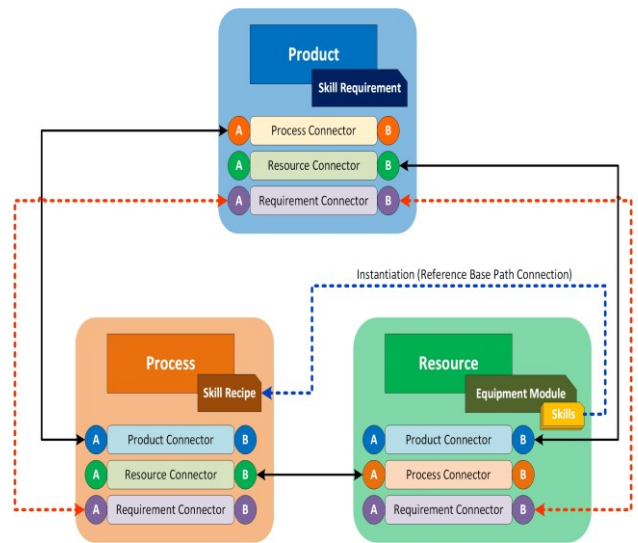 Product
Skill Requirement
A Process Connector B
A Resource Connector B
A Requirement Connector B
Instantiation (Reference Base Path Connection)
Process
Skill Recipe
A Product Connector B
A Resource Connector B
A Requirement Connector B
Resource
Equipment Module
Skills
A Product Connector B
A Process Connector B
A Requirement Connector B